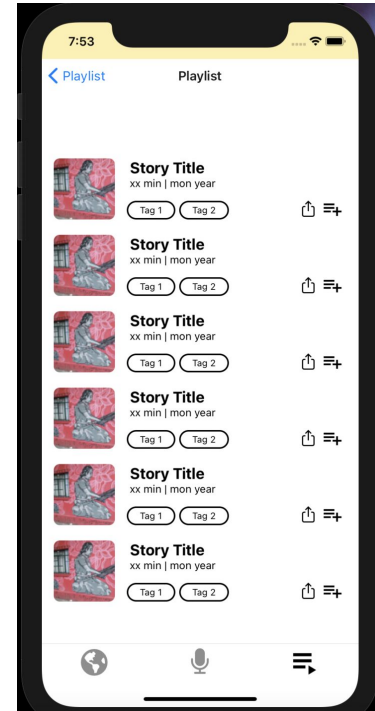 7:53
Playlist
Playlist
Story Title
xx min | mon year
Tag 1 Tag 2
Story Title
xx min | mon year
Tag 1 Tag 2
Story Title
xx min | mon year
Tag 1 Tag 2
Story Title
xx min | mon year
Tag 1 Tag 2
Story Title
xx min | mon year
Tag 1 Tag 2
Story Title
xx min | mon year
Tag 1 Tag 2